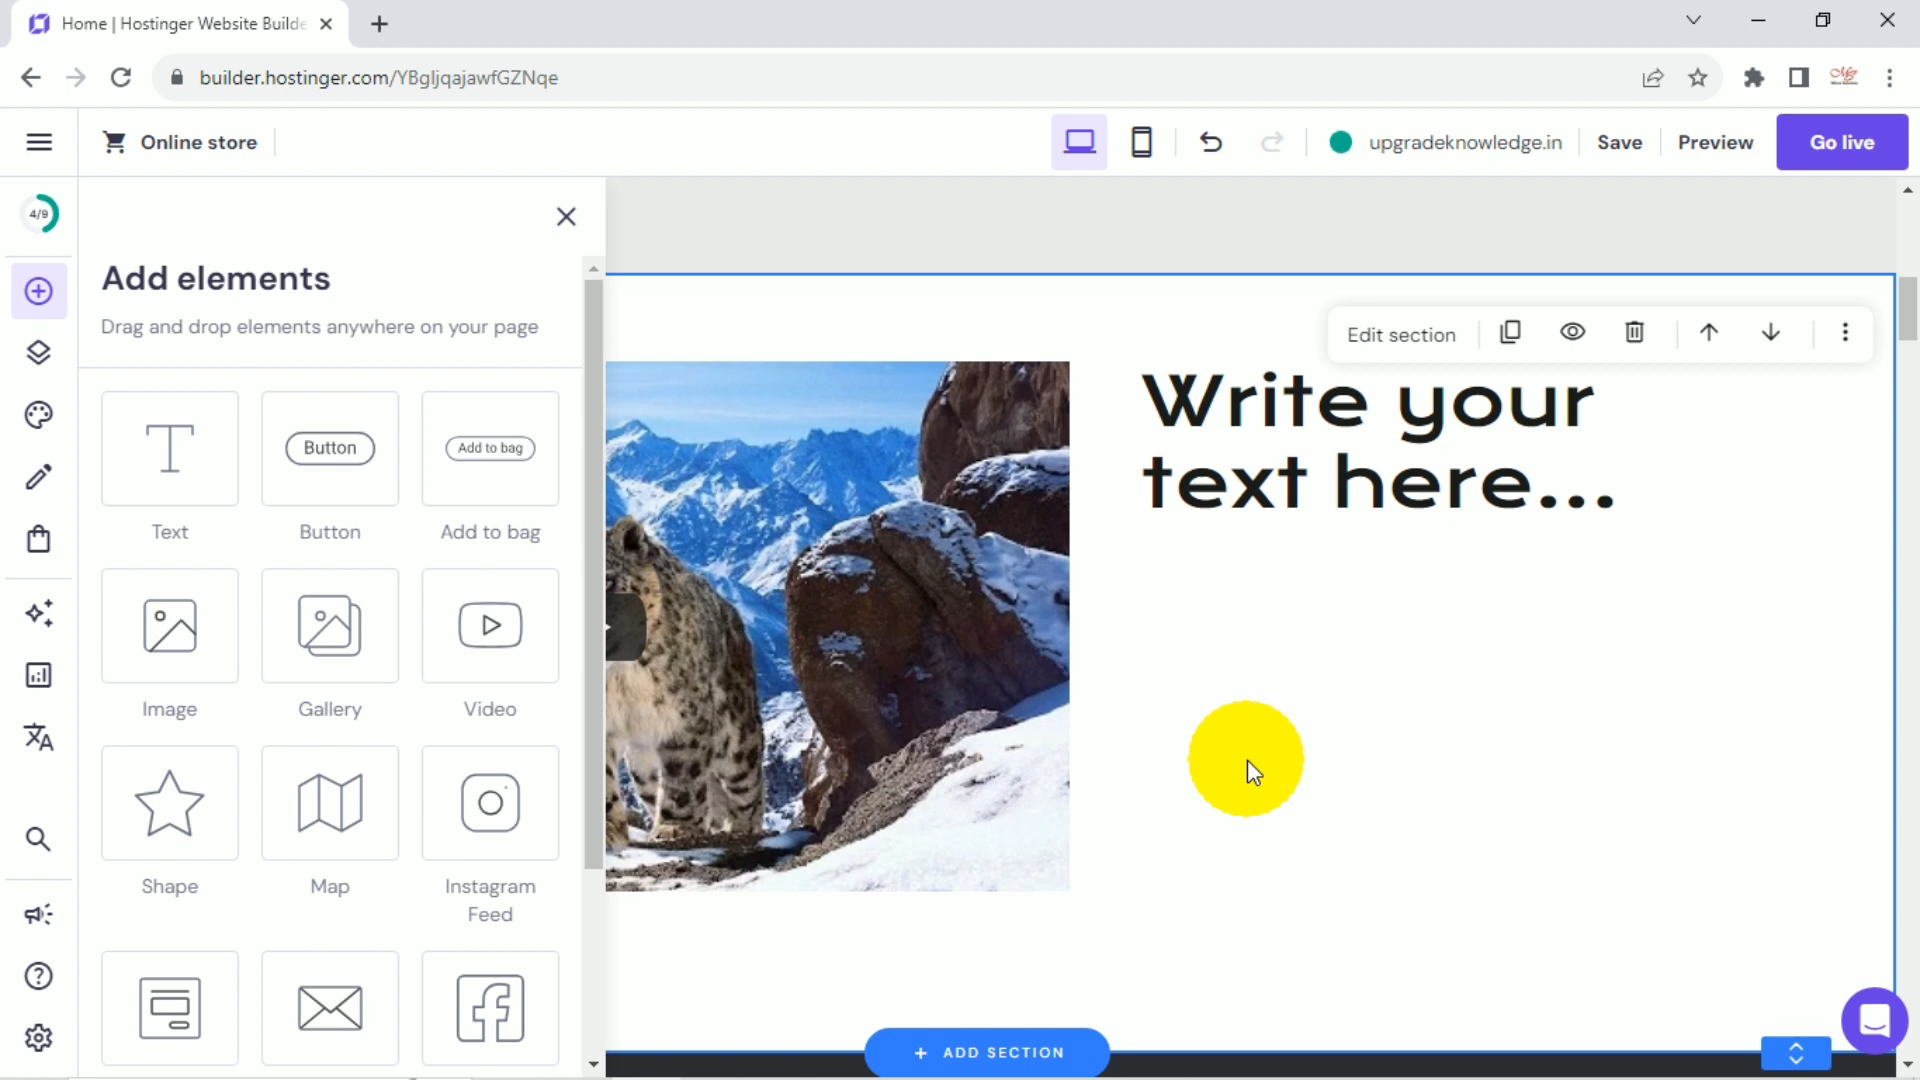 Home | Hostinger Website Builde
builder.hostinger.com/YBgJjqajawfGZNqe
Online store
upgradeknowledge.in
Save
Preview
Go live
4/9
Add elements
Drag and drop elements anywhere on your page
Button
Add to bag
Text
Button
Add to bag
Image
Gallery
Video
Shape
Map
Instagram
Feed
Edit section
Write your
text here...
+ ADD SECTION